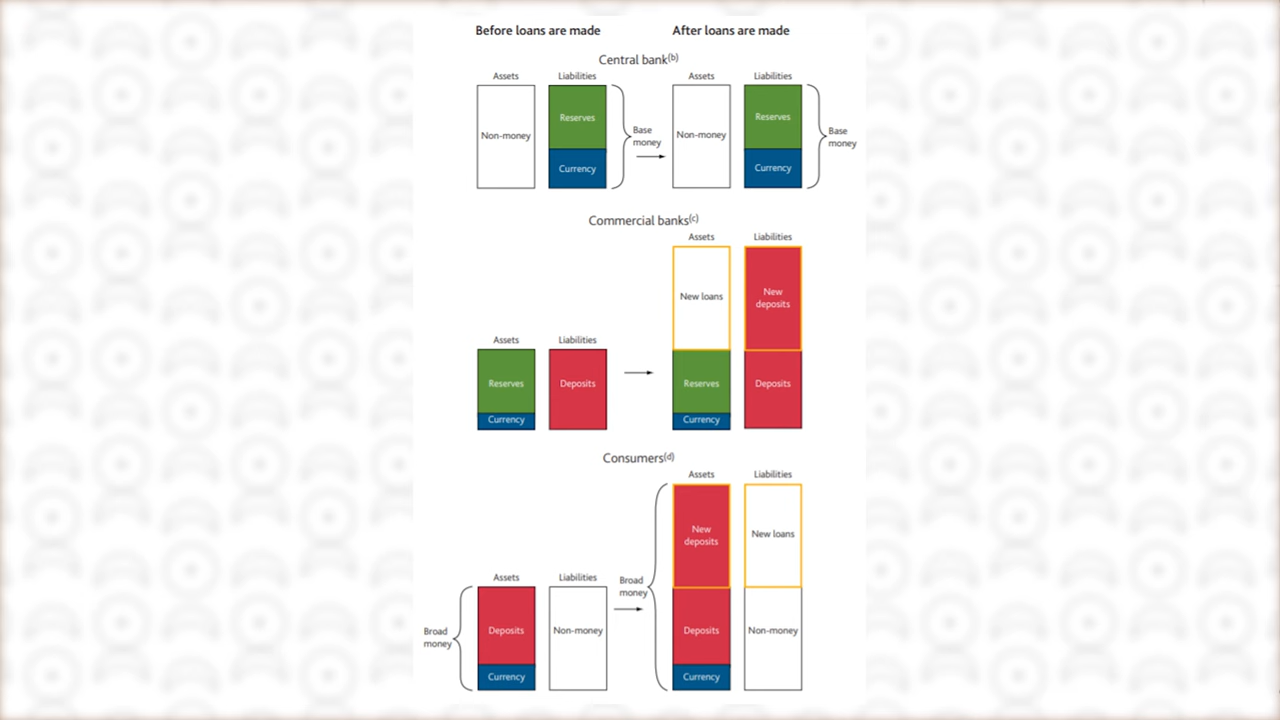 Before loans are made
After loans are made
Central bank(b)
Assets
Liabilities
Assets
Liabilities
Non-money
Reserves
Currency
Base
money
Non-money
Reserves
Currency
Base
money
Commercial banks(c)
Assets
Liabilities
New loans
New
deposits
Assets
Liabilities
Reserves
Currency
Deposits
Reserves
Currency
Deposits
Consumers(d)
Assets
Liabilities
New
deposits
New loans
Assets
Liabilities
Broad
money
Broad
money
Deposits
Currency
Non-money
Deposits
Currency
Non-money